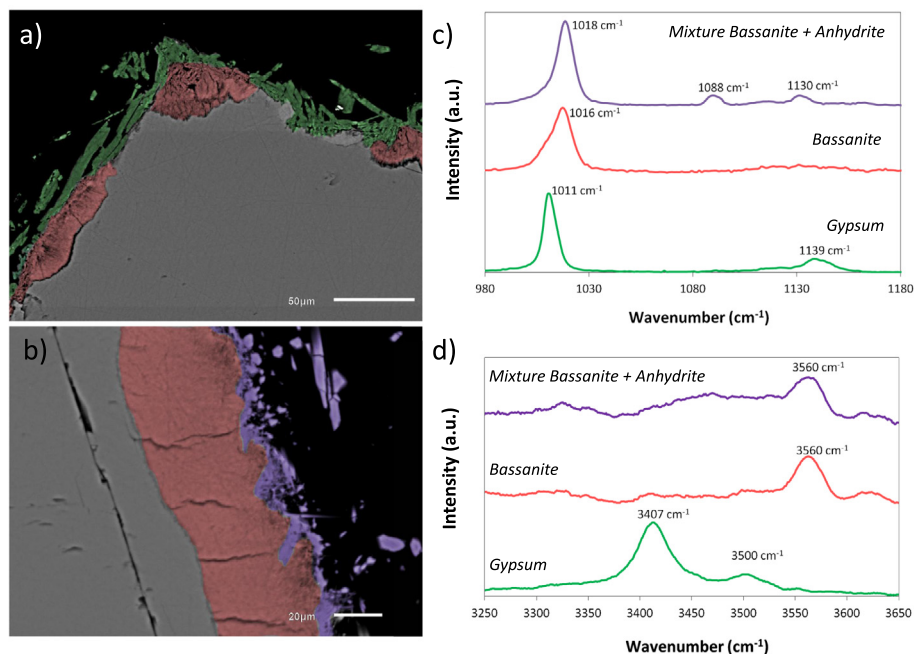 a)
50µm
b)
20µm
c)
Intensity (a.u.)
1018 cm⁻¹
Mixture Bassanite + Anhydrite
1088 cm⁻¹
1130 cm⁻¹
1016 cm⁻¹
Bassanite
1011 cm⁻¹
Gypsum
1139 cm⁻¹
980 1030 1080 1130 1180
Wavenumber (cm⁻¹)
d)
Intensity (a.u.)
Mixture Bassanite + Anhydrite
3560 cm⁻¹
Bassanite
3560 cm⁻¹
3407 cm⁻¹
3500 cm⁻¹
Gypsum
3250 3300 3350 3400 3450 3500 3550 3600 3650
Wavenumber (cm⁻¹)